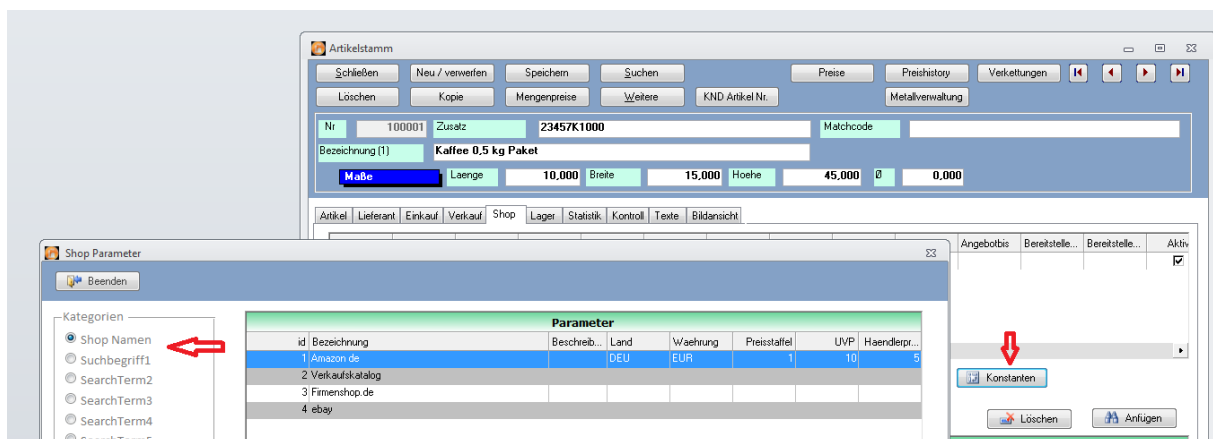 Artikelstamm
Schließen Neu / verwerfen Speichern Suchen Preise Preishistory Verkettungen
Löschen Kopie Mengenpreise Weitere KND Artikel Nr. Metallverwaltung
Nr 100001 Zusatz 23457K1000 Matchcode
Bezeichnung (1) Kaffee 0,5 kg Paket
Maße Laenge 10,000 Breite 15,000 Hoehe 45,000 Ø 0,000
Artikel Lieferant Einkauf Verkauf Shop Lager Statistik Kontroll Texte Bildansicht
Angebotbis Bereitstelle... Bereitstelle... Aktiv
Shop Parameter
Beenden
Kategorien
Shop Namen
Suchbegriff1
SearchTerm2
SearchTerm3
SearchTerm4
Parameter
id Bezeichnung Beschreib... Land Waehrung Preisstaffel UVP Haendlerpr...
1 Amazon de DEU EUR 1 10 5
2 Verkaufskatalog
3 Firmenshop.de
4 ebay
Konstanten
Löschen Anfügen